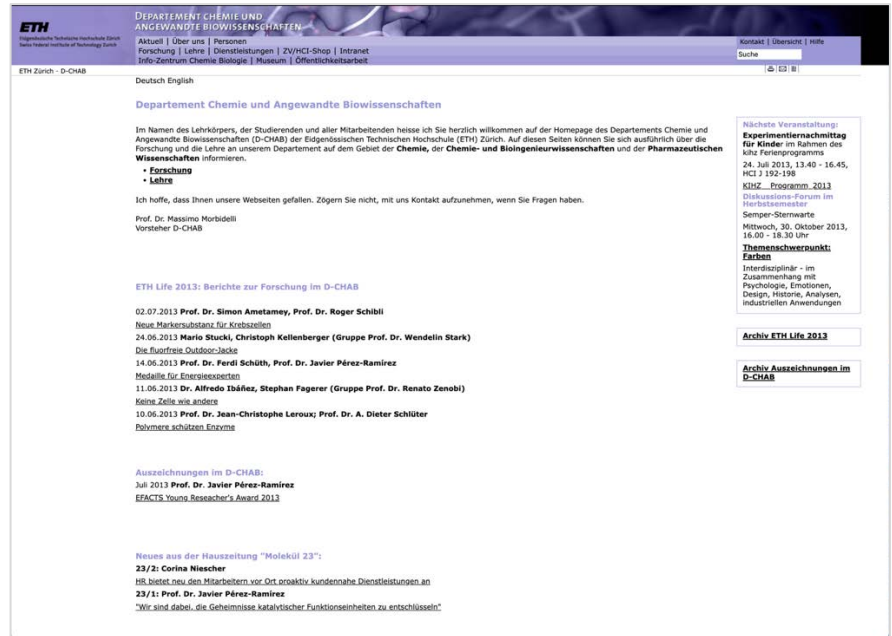 ETH
Eidgenössische Technische Hochschule Zürich
Swiss Federal Institute of Technology Zurich
DEPARTEMENT CHEMIE UND
ANGEWANDTE BIOWISSENSCHAFTEN
Aktuell | Über uns | Personen
Forschung | Lehre | Dienstleistungen | ZV/HCI-Shop | Intranet
Info-Zentrum Chemie Biologie | Museum | Öffentlichkeitsarbeit
Kontakt | Übersicht | Hilfe
Suche
ETH Zürich - D-CHAB
Deutsch English
Departement Chemie und Angewandte Biowissenschaften
Im Namen des Lehrkörpers, der Studierenden und aller Mitarbeitenden heisse ich Sie herzlich willkommen auf der Homepage des Departements Chemie und
Angewandte Biowissenschaften (D-CHAB) der Eidgenössischen Technischen Hochschule (ETH) Zürich. Auf diesen Seiten können Sie sich ausführlich über die
Forschung und die Lehre an unserem Departement auf dem Gebiet der Chemie, der Chemie- und Bioingenieurwissenschaften und der Pharmazeutischen
Wissenschaften informieren.
• Forschung
• Lehre
Ich hoffe, dass Ihnen unsere Webseiten gefallen. Zögern Sie nicht, mit uns Kontakt aufzunehmen, wenn Sie Fragen haben.
Prof. Dr. Massimo Morbidelli
Vorsteher D-CHAB
ETH Life 2013: Berichte zur Forschung im D-CHAB
02.07.2013 Prof. Dr. Simon Ametamey, Prof. Dr. Roger Schibli
Neue Markersubstanz für Krebszellen
24.06.2013 Mario Stucki, Christoph Kellenberger (Gruppe Prof. Dr. Wendelin Stark)
Die fluorfreie Outdoor-Jacke
14.06.2013 Prof. Dr. Ferdi Schüth, Prof. Dr. Javier Pérez-Ramírez
Medaille für Energieexperten
11.06.2013 Dr. Alfredo Ibáñez, Stephan Fagerer (Gruppe Prof. Dr. Renato Zenobi)
Keine Zelle wie andere
10.06.2013 Prof. Dr. Jean-Christophe Leroux; Prof. Dr. A. Dieter Schlüter
Polymere schützen Enzyme
Auszeichnungen im D-CHAB:
Juli 2013 Prof. Dr. Javier Pérez-Ramírez
EFACTS Young Reseacher's Award 2013
Neues aus der Hauszeitung "Molekül 23":
23/2: Corina Niescher
HR bietet neu den Mitarbeitern vor Ort proaktiv kundennahe Dienstleistungen an
23/1: Prof. Dr. Javier Pérez-Ramírez
"Wir sind dabei, die Geheimnisse katalytischer Funktionseinheiten zu entschlüsseln"
Nächste Veranstaltung:
Experimentiernachmittag
für Kinder im Rahmen des
kihz Ferienprogramms
24. Juli 2013, 13.40 - 16.45,
HCI J 192-198
KIHZ Programm 2013
Diskussions-Forum im
Herbstsemester
Semper-Sternwarte
Mittwoch, 30. Oktober 2013,
16.00 - 18.30 Uhr
Themenschwerpunkt:
Farben
Interdisziplinär - im
Zusammenhang mit
Psychologie, Emotionen,
Design, Historie, Analysen,
industriellen Anwendungen
Archiv ETH Life 2013
Archiv Auszeichnungen im
D-CHAB